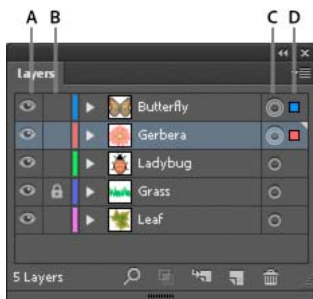 A B C D
Layers
Butterfly
Gerbera
Ladybug
Grass
Leaf
5 Layers